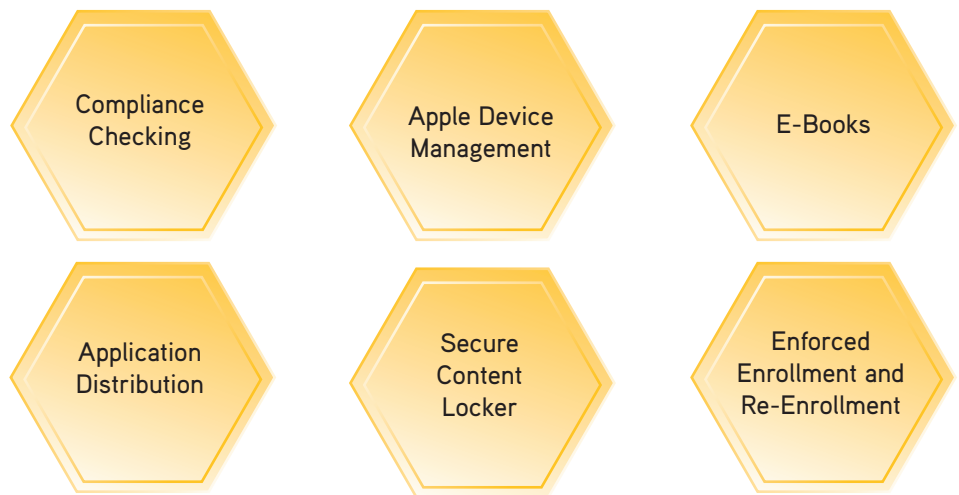 Compliance
Checking
Apple Device
Management
E-Books
Application
Distribution
Secure
Content
Locker
Enforced
Enrollment and
Re-Enrollment